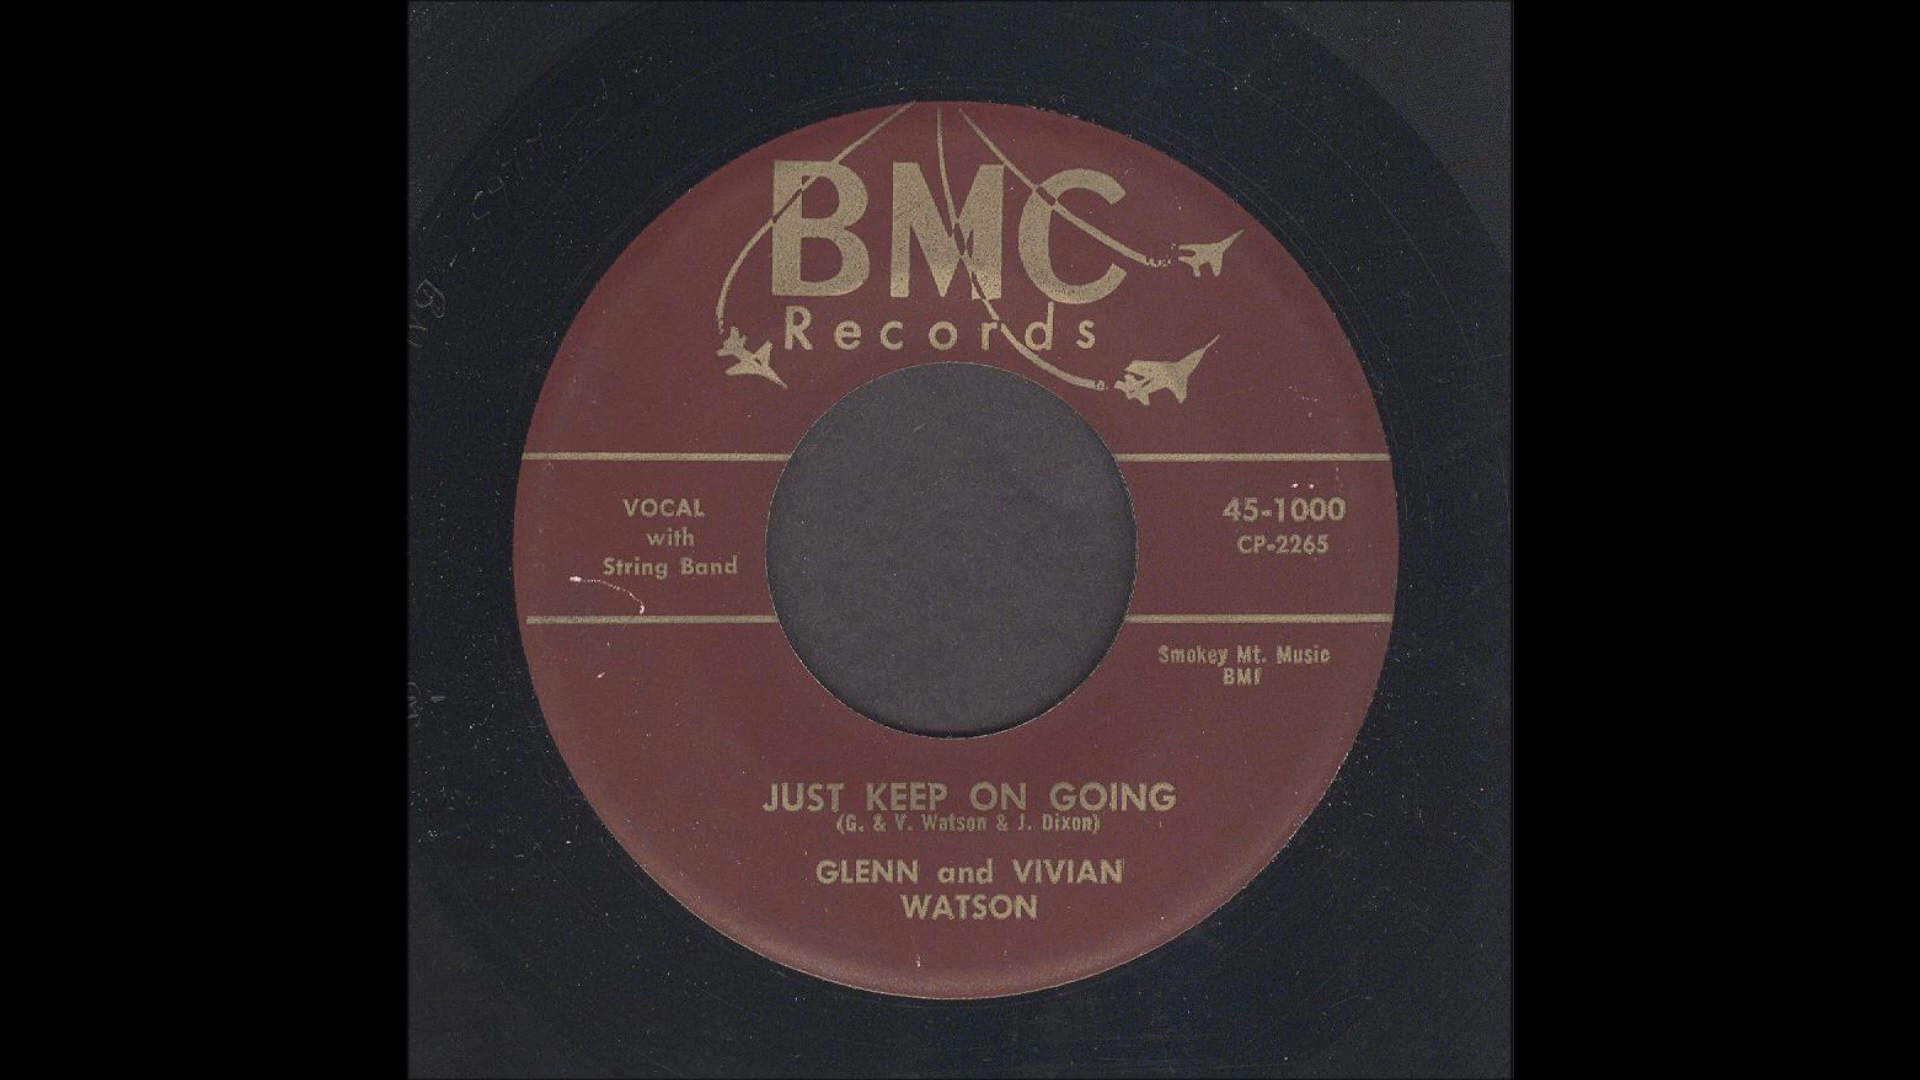 BMC
Records
VOCAL
with
String Band
45-1000
CP-2265
Smokey Mt. Music
BMI
JUST KEEP ON GOING
(G. & V. Watson & J. Dixon)
GLENN and VIVIAN
WATSON